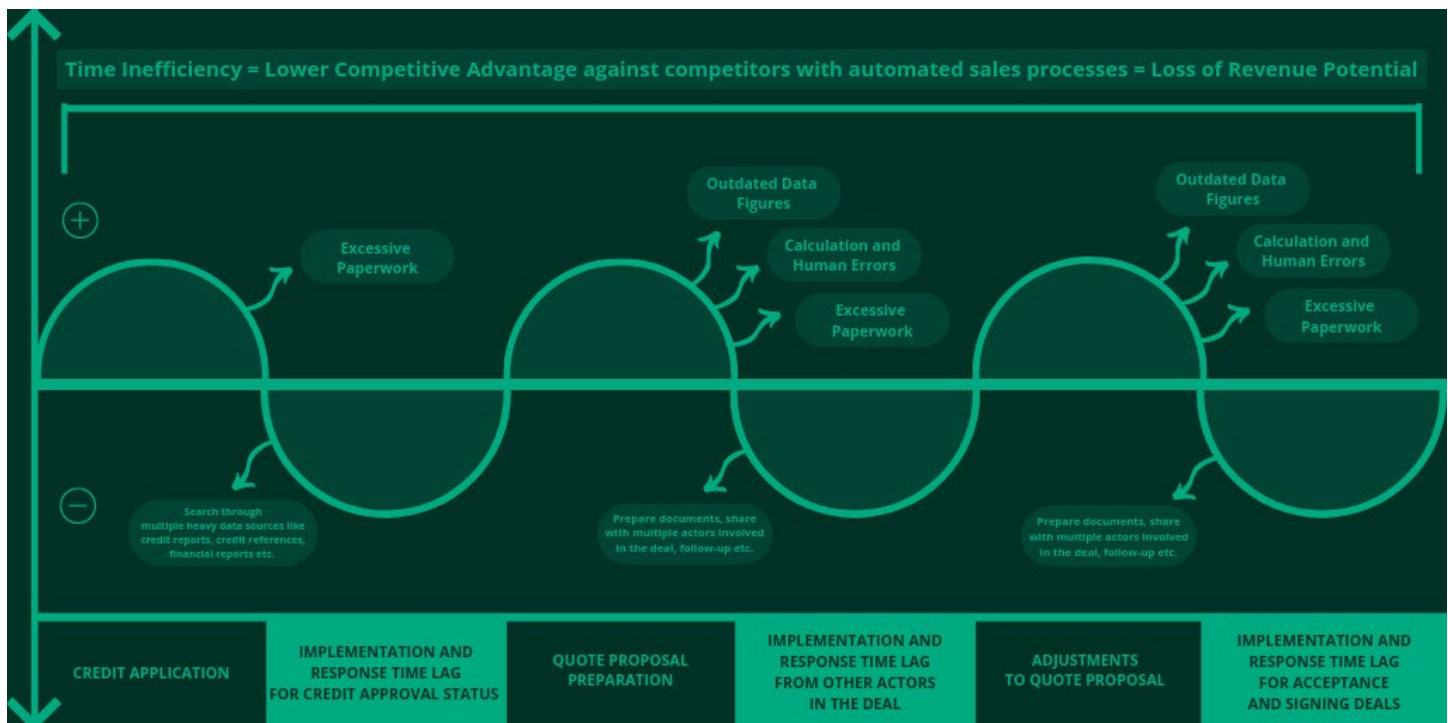 Time Inefficiency = Lower Competitive Advantage against competitors with automated sales processes = Loss of Revenue Potential
Excessive
Paperwork
Outdated Data
Figures
Calculation and
Human Errors
Excessive
Paperwork
Outdated Data
Figures
Calculation and
Human Errors
Excessive
Paperwork
Search through
multiple heavy data sources like
credit reports, credit references,
financial reports etc.
Prepare documents, share
with multiple actors involved
in the deal, follow-up etc.
Prepare documents, share
with multiple actors involved
in the deal, follow-up etc.
CREDIT APPLICATION
IMPLEMENTATION AND
RESPONSE TIME LAG
FOR CREDIT APPROVAL STATUS
QUOTE PROPOSAL
PREPARATION
IMPLEMENTATION AND
RESPONSE TIME LAG
FROM OTHER ACTORS
IN THE DEAL
ADJUSTMENTS
TO QUOTE PROPOSAL
IMPLEMENTATION AND
RESPONSE TIME LAG
FOR ACCEPTANCE
AND SIGNING DEALS